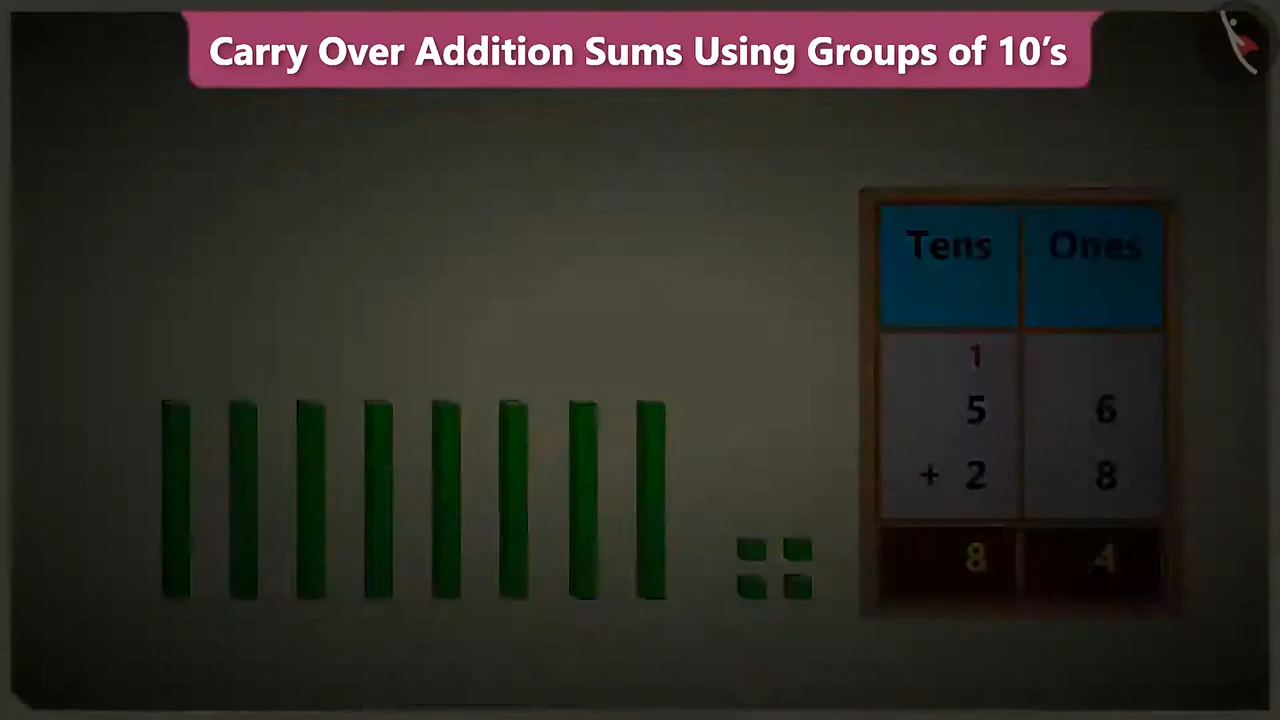 Carry Over Addition Sums Using Groups of 10’s
Tens Ones
1
5 6
+ 2 8
8 4